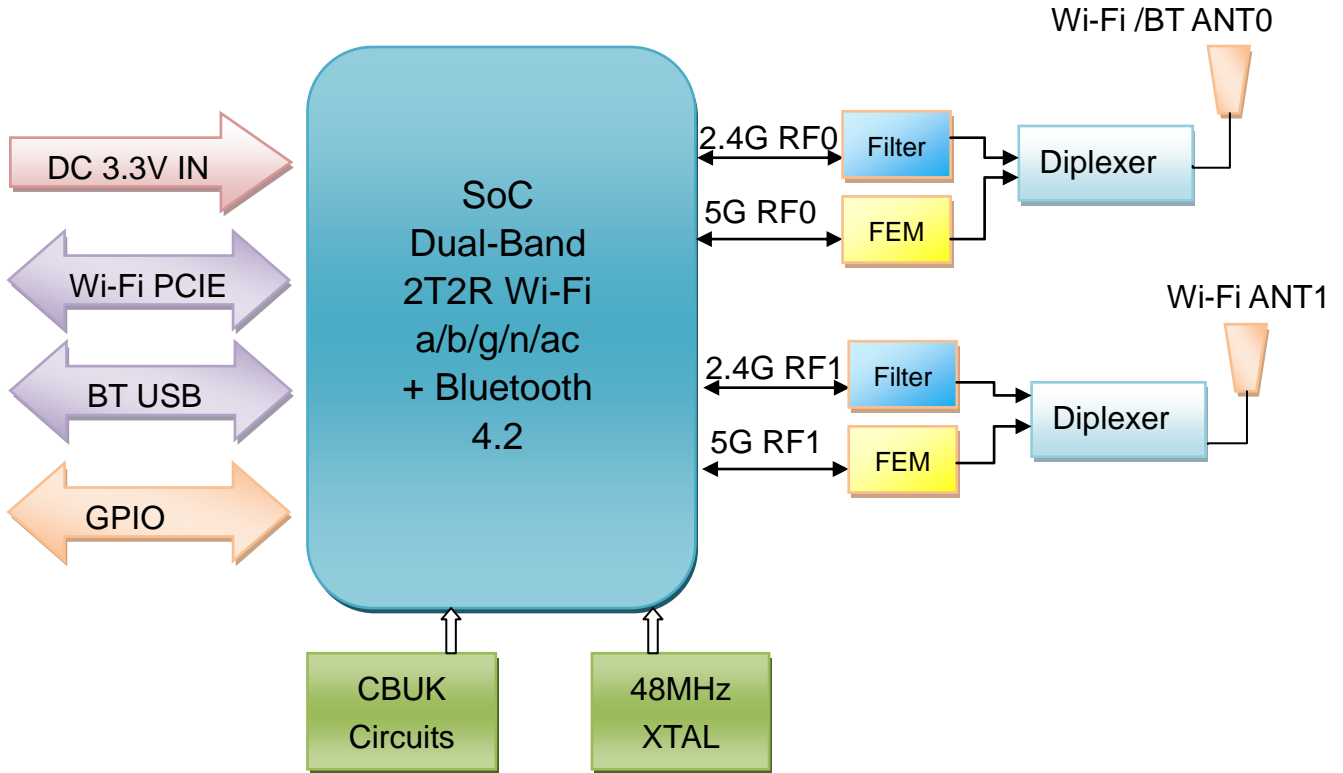 Wi-Fi /BT ANT0
DC 3.3V IN
Wi-Fi PCIE
BT USB
GPIO
SoC
Dual-Band
2T2R Wi-Fi
a/b/g/n/ac
+ Bluetooth
4.2
2.4G RF0
Filter
5G RF0
FEM
Diplexer
Wi-Fi ANT1
2.4G RF1
Filter
5G RF1
FEM
Diplexer
CBUK
Circuits
48MHz
XTAL